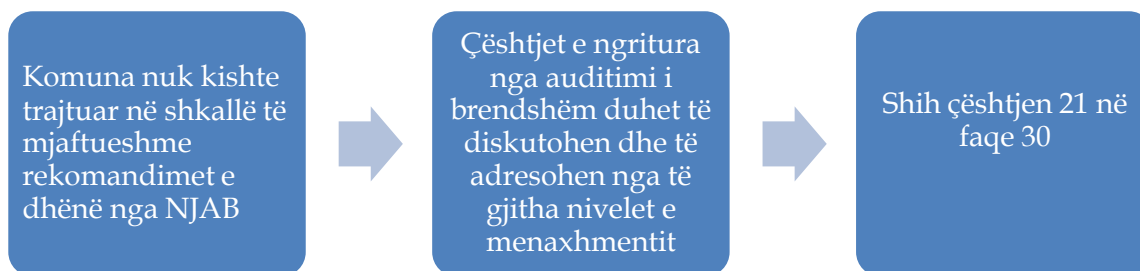 Komuna nuk kishte
trajtuar në shkallë të
mjaftueshme
rekomandimet e
dhënë nga NJAB
Çështjet e ngritura
nga auditimi i
brendshëm duhet të
diskutohen dhe të
adresohen nga të
gjitha nivelet e
menaxhmentit
Shih çështjen 21 në
faqe 30